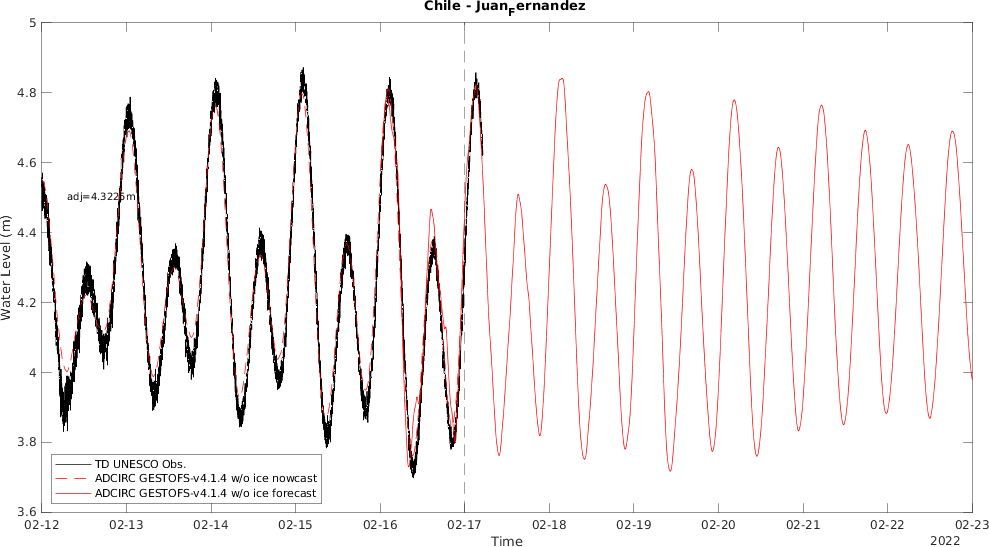 Chile - Juan_Fernandez
Water Level (m)
5
4.8
4.6
4.4
4.2
4
3.8
3.6
adj=4.3225m
TD UNESCO Obs.
ADCIRC GESTOFS-v4.1.4 w/o ice nowcast
ADCIRC GESTOFS-v4.1.4 w/o ice forecast
02-12 02-13 02-14 02-15 02-16 02-17 02-18 02-19 02-20 02-21 02-22 02-23
Time
2022